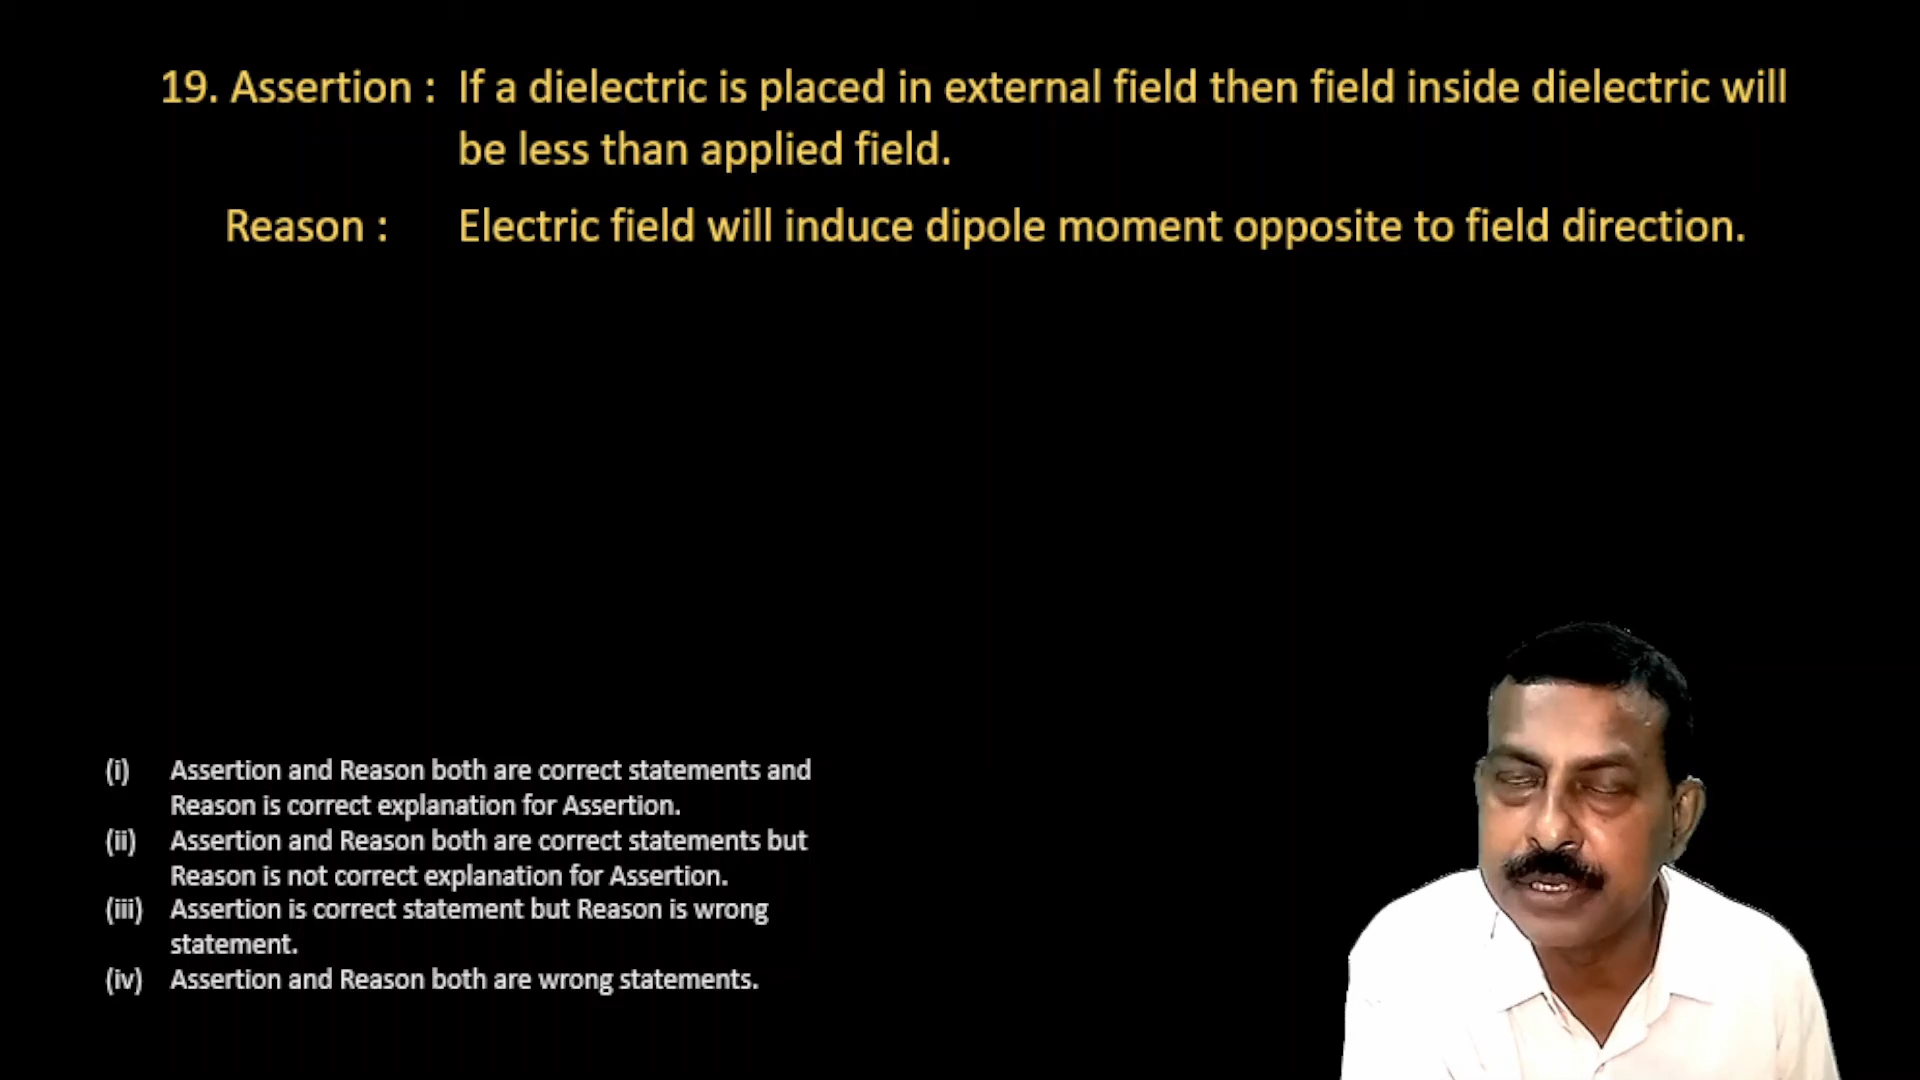 19. Assertion : If a dielectric is placed in external field then field inside dielectric will
be less than applied field.
Reason : Electric field will induce dipole moment opposite to field direction.
(i) Assertion and Reason both are correct statements and
Reason is correct explanation for Assertion.
(ii) Assertion and Reason both are correct statements but
Reason is not correct explanation for Assertion.
(iii) Assertion is correct statement but Reason is wrong
statement.
(iv) Assertion and Reason both are wrong statements.